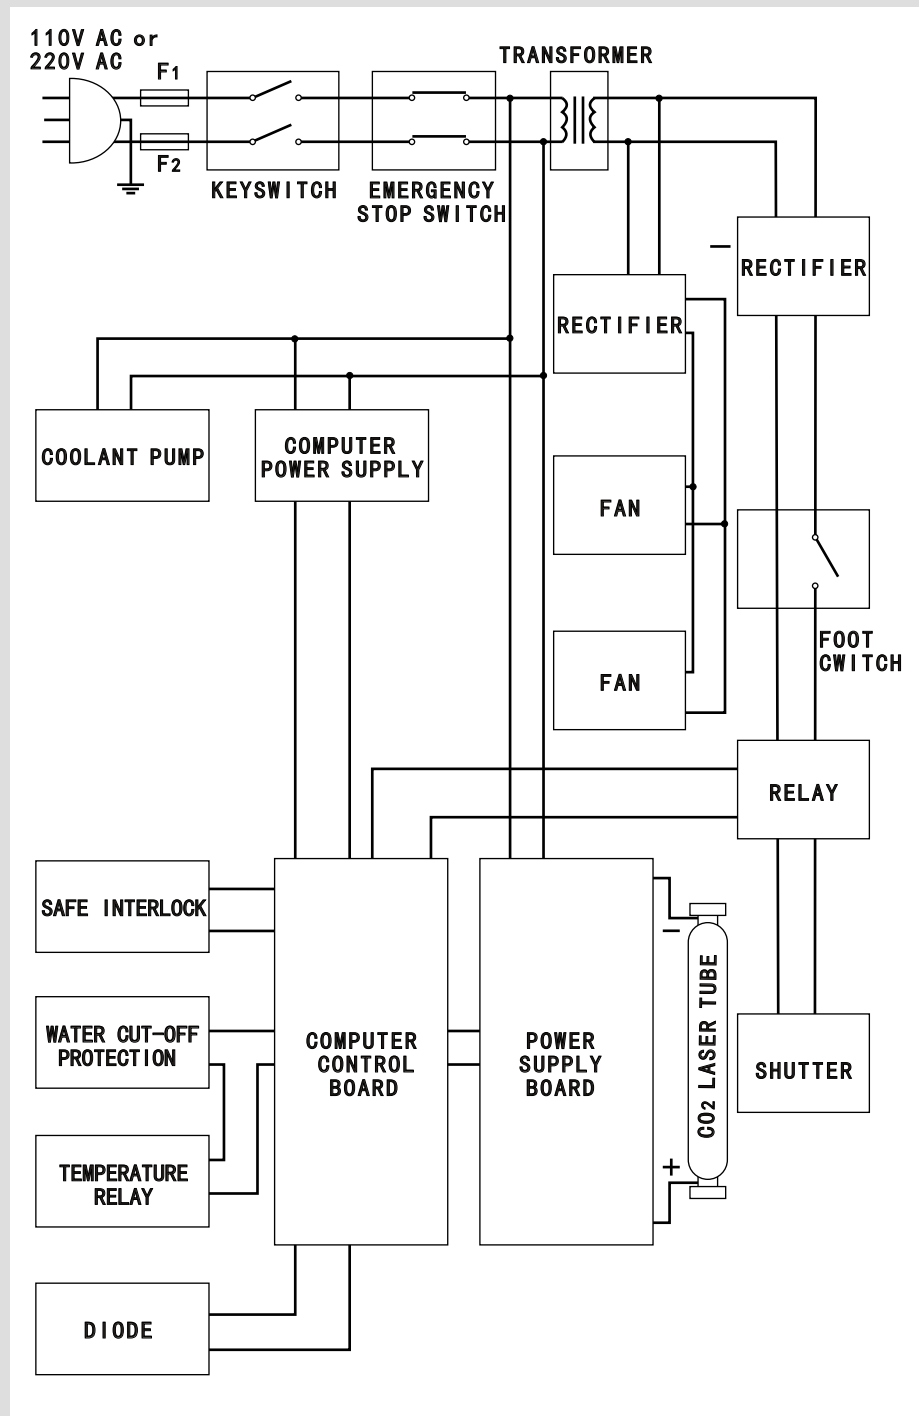 110V AC or
220V AC
F1
F2
KEYSWITCH
EMERGENCY
STOP SWITCH
TRANSFORMER
−
RECTIFIER
RECTIFIER
COOLANT PUMP
COMPUTER
POWER SUPPLY
FAN
FAN
FOOT
CWITCH
RELAY
SAFE INTERLOCK
WATER CUT-OFF
PROTECTION
TEMPERATURE
RELAY
DIODE
COMPUTER
CONTROL
BOARD
POWER
SUPPLY
BOARD
−
CO2 LASER TUBE
+
SHUTTER